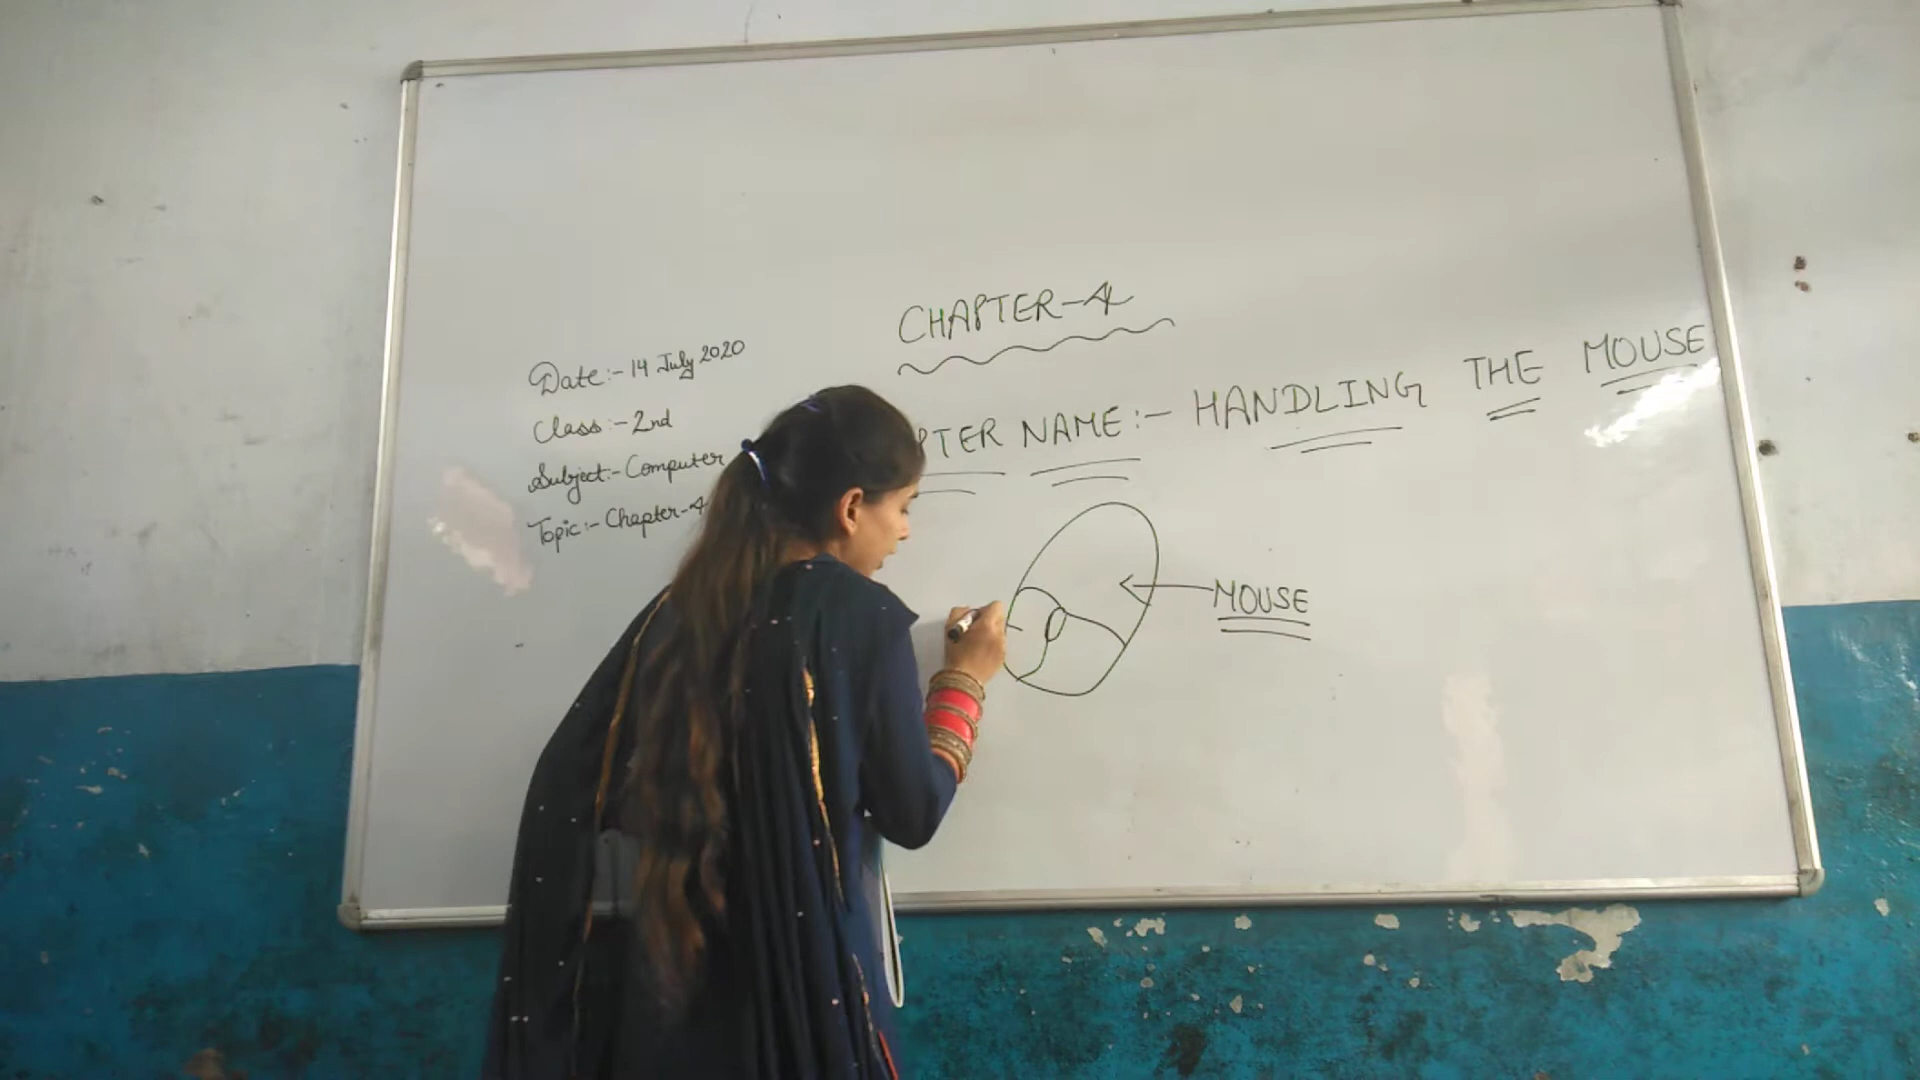 CHAPTER-4
Date:- 14 July 2020
Class:- 2nd
Subject:- Computer
Topic:- Chapter-4
PTER NAME:- HANDLING THE MOUSE
MOUSE